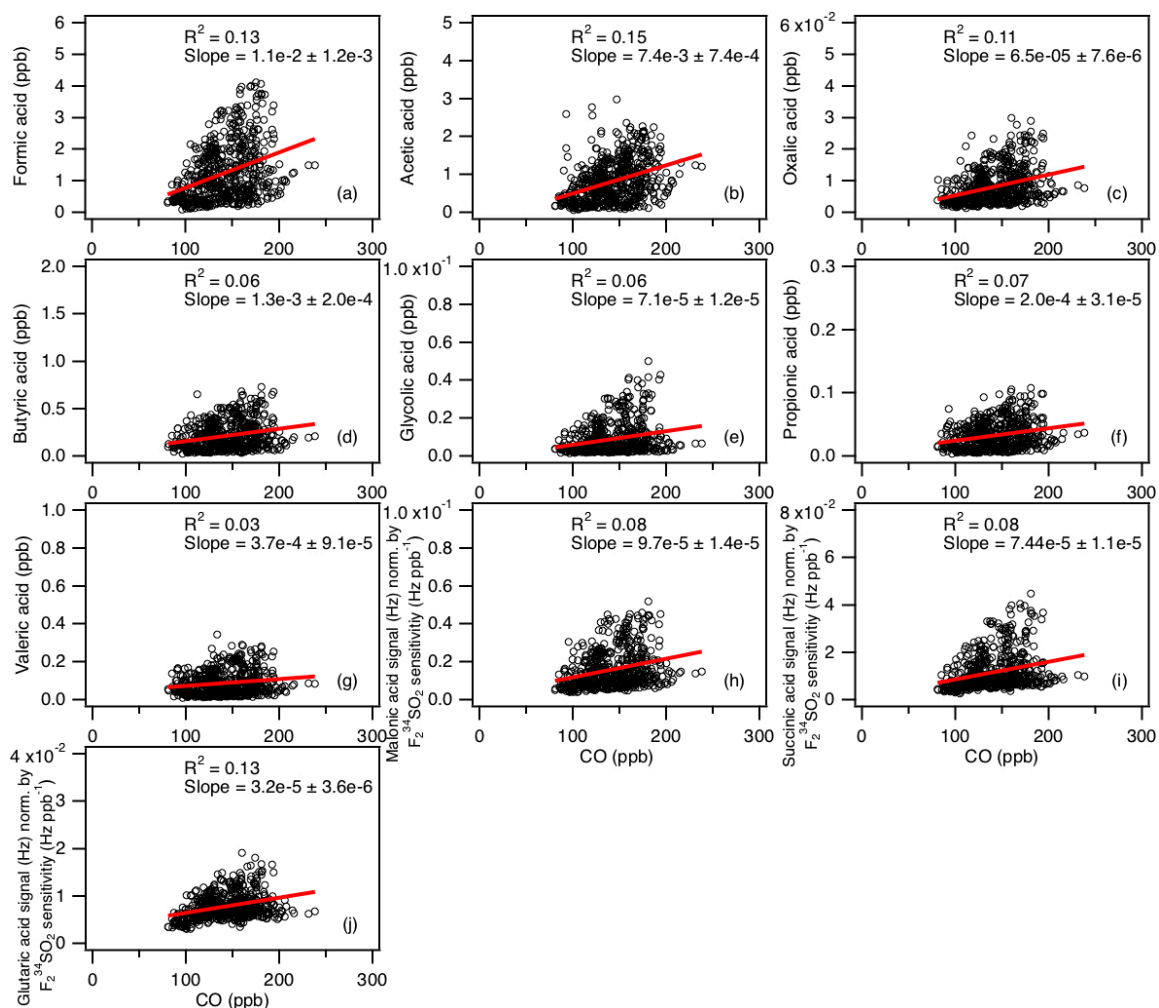 Formic acid (ppb)
6
5
4
3
2
1
0
R² = 0.13
Slope = 1.1e-2 ± 1.2e-3
(a)
0 100 200 300
Acetic acid (ppb)
5
4
3
2
1
0
R² = 0.15
Slope = 7.4e-3 ± 7.4e-4
(b)
0 100 200 300
Oxalic acid (ppb)
6 x10⁻²
4
2
0
R² = 0.11
Slope = 6.5e-05 ± 7.6e-6
(c)
0 100 200 300
Butyric acid (ppb)
2.0
1.5
1.0
0.5
0.0
R² = 0.06
Slope = 1.3e-3 ± 2.0e-4
(d)
0 100 200 300
Glycolic acid (ppb)
1.0 x10⁻¹
0.8
0.6
0.4
0.2
0.0
R² = 0.06
Slope = 7.1e-5 ± 1.2e-5
(e)
0 100 200 300
Propionic acid (ppb)
0.3
0.2
0.1
0.0
R² = 0.07
Slope = 2.0e-4 ± 3.1e-5
(f)
0 100 200 300
Valeric acid (ppb)
1.0
0.8
0.6
0.4
0.2
0.0
R² = 0.03
Slope = 3.7e-4 ± 9.1e-5
(g)
0 100 200 300
Malonic acid signal (Hz) norm. by
F₂³⁴SO₂ sensitivitiy (Hz ppb⁻¹)
1.0 x10⁻¹
0.8
0.6
0.4
0.2
0.0
R² = 0.08
Slope = 9.7e-5 ± 1.4e-5
(h)
0 100 200 300
CO (ppb)
Succinic acid signal (Hz) norm. by
F₂³⁴SO₂ sensitivitiy (Hz ppb⁻¹)
8 x10⁻²
6
4
2
0
R² = 0.08
Slope = 7.44e-5 ± 1.1e-5
(i)
0 100 200 300
CO (ppb)
Glutaric acid signal (Hz) norm. by
F₂³⁴SO₂ sensitivitiy (Hz ppb⁻¹)
4 x10⁻²
3
2
1
0
R² = 0.13
Slope = 3.2e-5 ± 3.6e-6
(j)
0 100 200 300
CO (ppb)